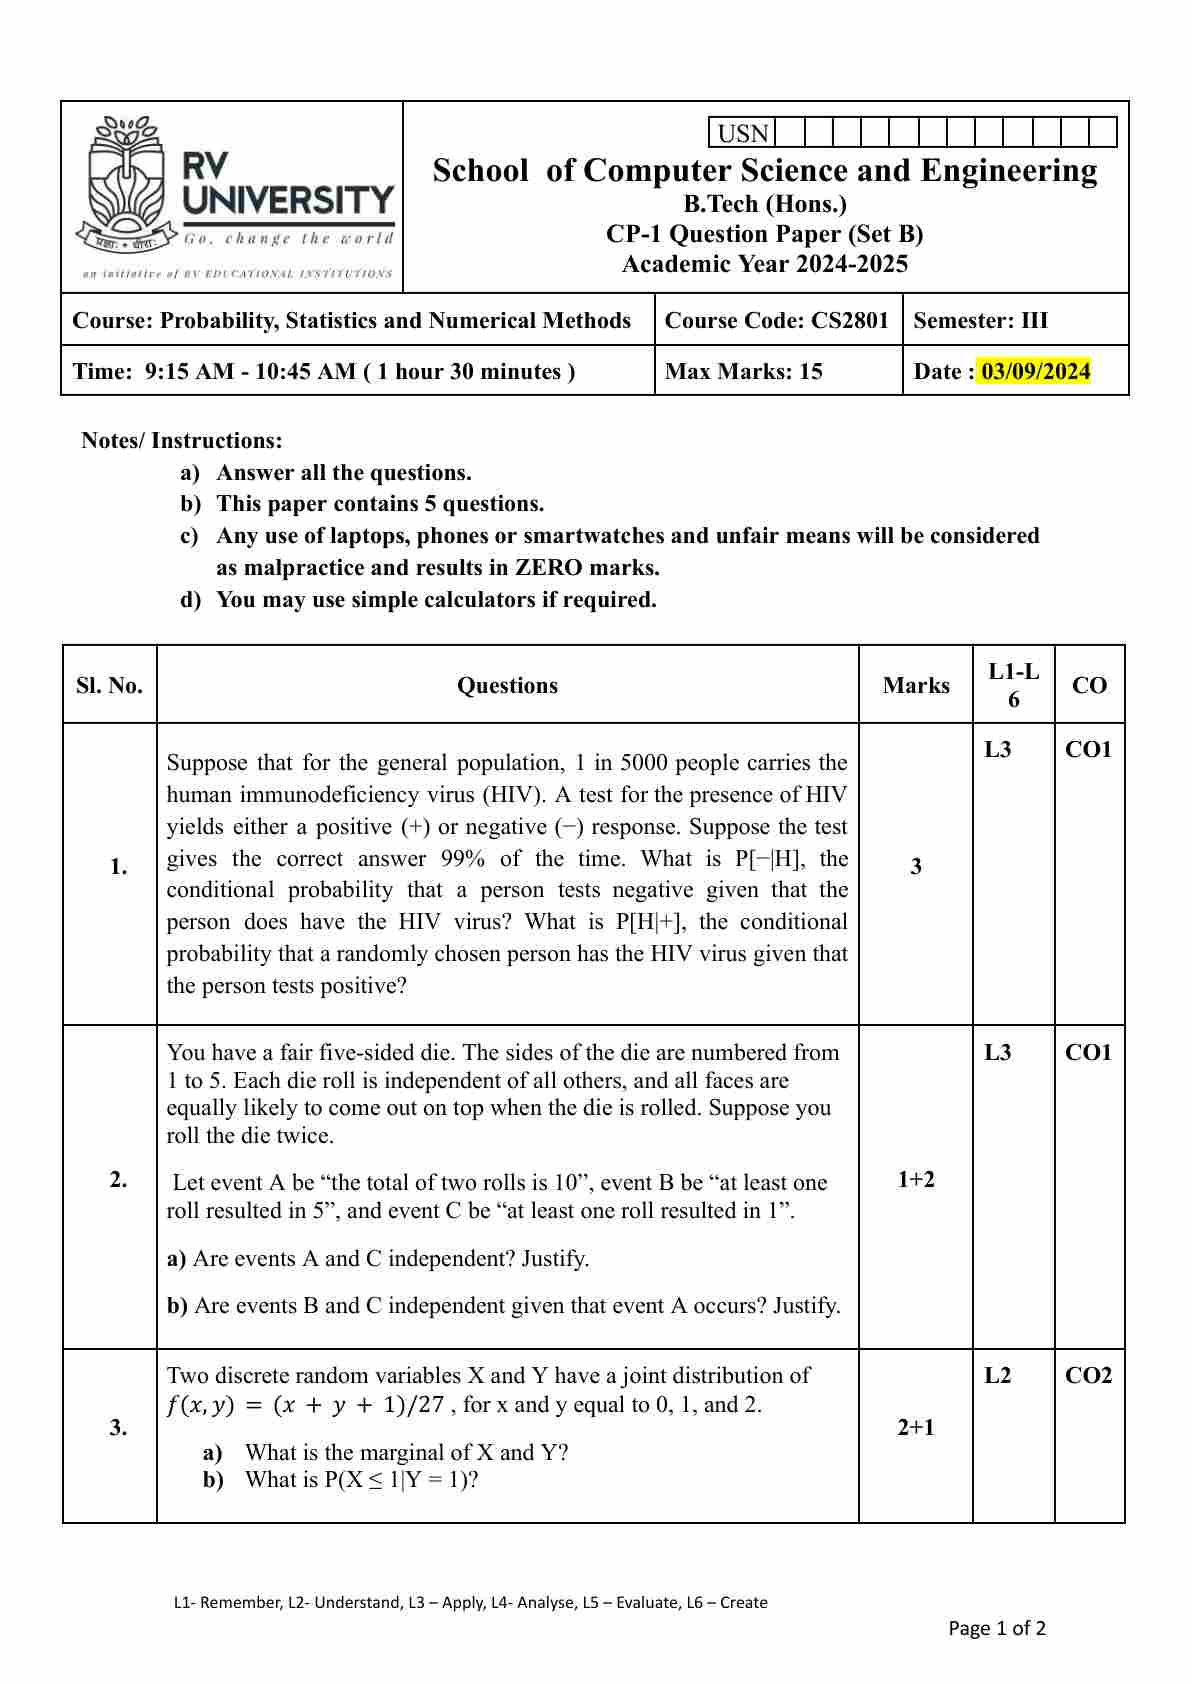 RV
UNIVERSITY
Go, change the world
an initiative of RV EDUCATIONAL INSTITUTIONS
USN
School of Computer Science and Engineering
B.Tech (Hons.)
CP-1 Question Paper (Set B)
Academic Year 2024-2025
Course: Probability, Statistics and Numerical Methods
Course Code: CS2801
Semester: III
Time: 9:15 AM - 10:45 AM ( 1 hour 30 minutes )
Max Marks: 15
Date : 03/09/2024
Notes/ Instructions:
a) Answer all the questions.
b) This paper contains 5 questions.
c) Any use of laptops, phones or smartwatches and unfair means will be considered
as malpractice and results in ZERO marks.
d) You may use simple calculators if required.
Sl. No.
Questions
Marks
L1-L
6
CO
1.
Suppose that for the general population, 1 in 5000 people carries the
human immunodeficiency virus (HIV). A test for the presence of HIV
yields either a positive (+) or negative (−) response. Suppose the test
gives the correct answer 99% of the time. What is P[−|H], the
conditional probability that a person tests negative given that the
person does have the HIV virus? What is P[H|+], the conditional
probability that a randomly chosen person has the HIV virus given that
the person tests positive?
3
L3
CO1
2.
You have a fair five-sided die. The sides of the die are numbered from
1 to 5. Each die roll is independent of all others, and all faces are
equally likely to come out on top when the die is rolled. Suppose you
roll the die twice.
Let event A be “the total of two rolls is 10”, event B be “at least one
roll resulted in 5”, and event C be “at least one roll resulted in 1”.
a) Are events A and C independent? Justify.
b) Are events B and C independent given that event A occurs? Justify.
1+2
L3
CO1
3.
Two discrete random variables X and Y have a joint distribution of
f(x, y) = (x + y + 1)/27 , for x and y equal to 0, 1, and 2.
a) What is the marginal of X and Y?
b) What is P(X ≤ 1|Y = 1)?
2+1
L2
CO2
L1- Remember, L2- Understand, L3 – Apply, L4- Analyse, L5 – Evaluate, L6 – Create
Page 1 of 2